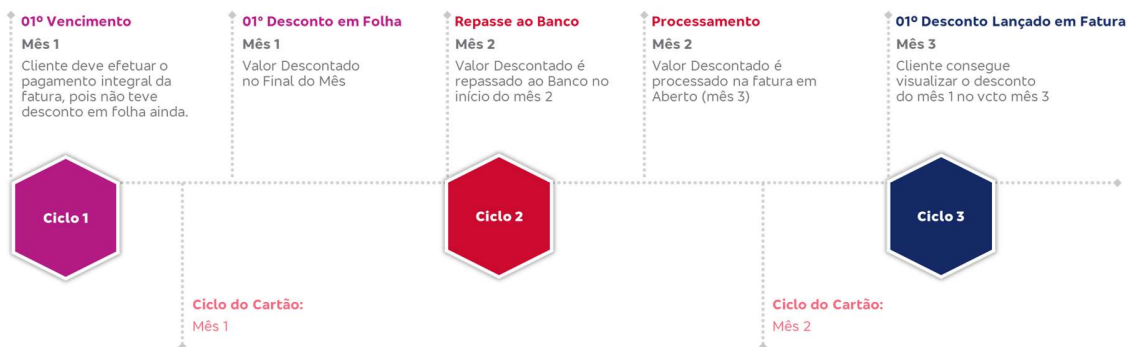 01º Vencimento
Mês 1
Cliente deve efetuar o
pagamento integral da
fatura, pois não teve
desconto em folha ainda.
01º Desconto em Folha
Mês 1
Valor Descontado
no Final do Mês
Repasse ao Banco
Mês 2
Valor Descontado é
repassado ao Banco no
início do mês 2
Processamento
Mês 2
Valor Descontado é
processado na fatura em
Aberto (mês 3)
01º Desconto Lançado em Fatura
Mês 3
Cliente consegue
visualizar o desconto
do mês 1 no vcto mês 3
Ciclo 1
Ciclo 2
Ciclo 3
Ciclo do Cartão:
Mês 1
Ciclo do Cartão:
Mês 2